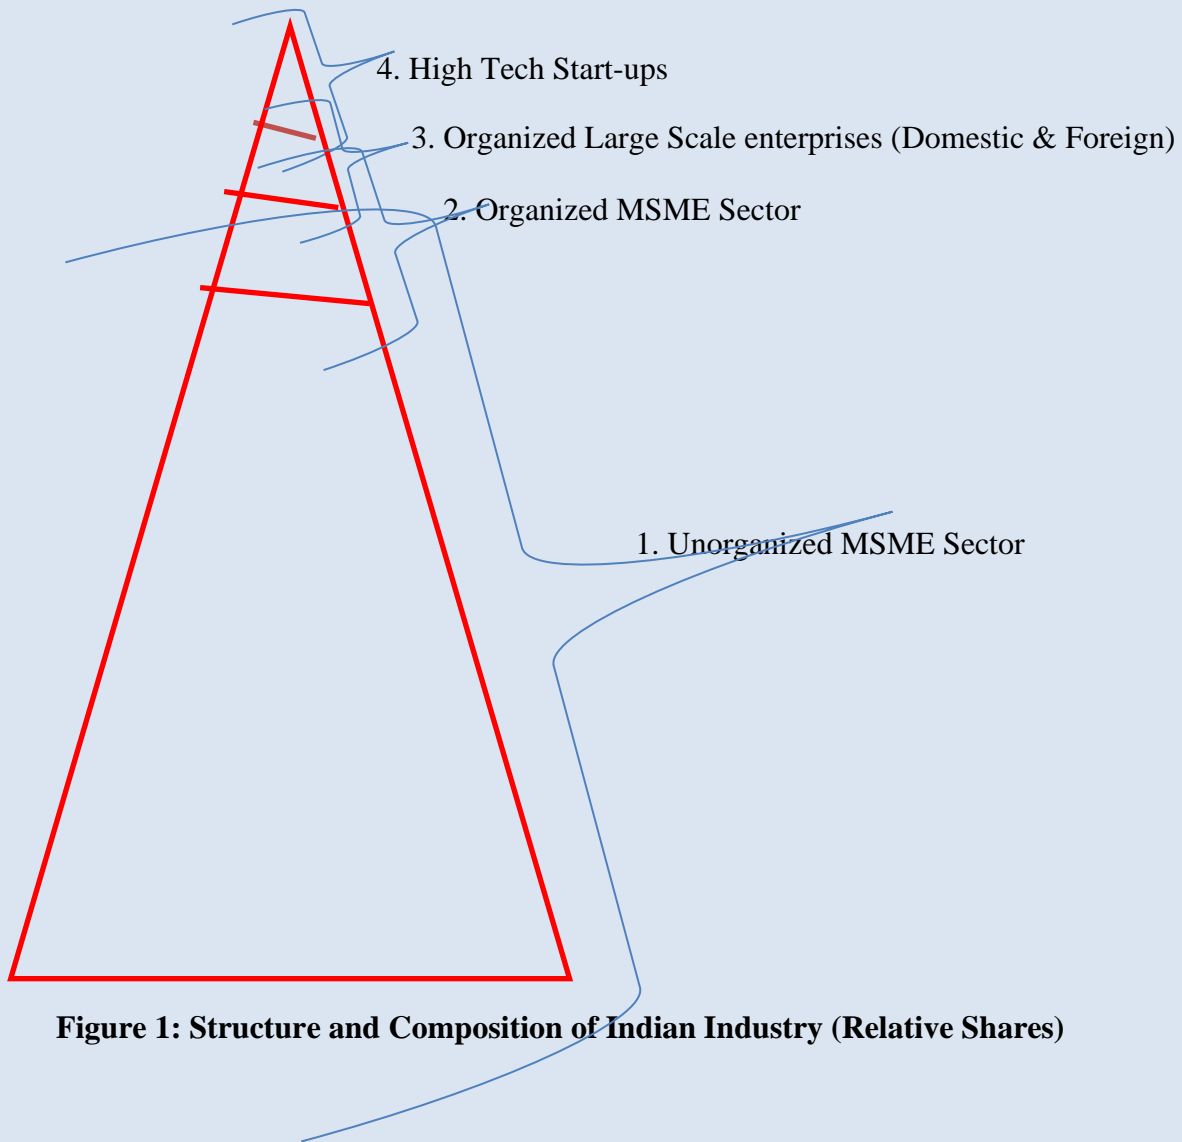 4. High Tech Start-ups
3. Organized Large Scale enterprises (Domestic & Foreign)
2. Organized MSME Sector
1. Unorganized MSME Sector
Figure 1: Structure and Composition of Indian Industry (Relative Shares)